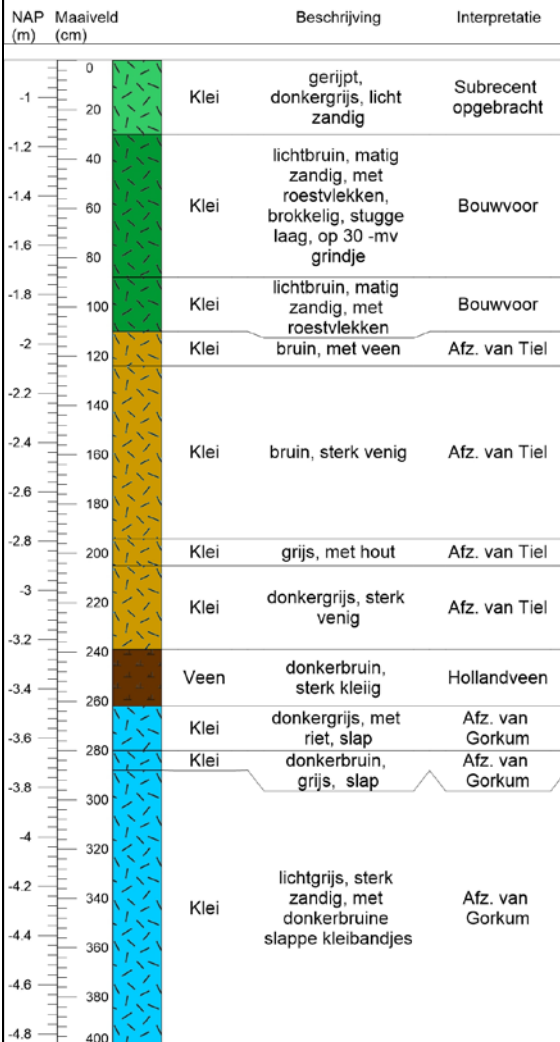 NAP Maaiveld Beschrijving Interpretatie
(m) (cm)
0
-1
20
Klei
gerijpt,
donkergrijs, licht
zandig
Subrecent
opgebracht
-1.2
40
-1.4
60
-1.6
80
Klei
lichtbruin, matig
zandig, met
roestvlekken,
brokkelig, stugge
laag, op 30 -mv
grindje
Bouwvoor
-1.8
100
Klei
lichtbruin, matig
zandig, met
roestvlekken
Bouwvoor
-2
120
Klei bruin, met veen Afz. van Tiel
-2.2
140
-2.4
160
-2.6
180
Klei bruin, sterk venig Afz. van Tiel
-2.8
200
Klei grijs, met hout Afz. van Tiel
-3
220
Klei
donkergrijs, sterk
venig
Afz. van Tiel
-3.2
240
Veen
donkerbruin,
sterk kleiig
Hollandveen
-3.4
260
Klei
donkergrijs, met
riet, slap
Afz. van
Gorkum
-3.6
280
Klei
donkerbruin,
grijs, slap
Afz. van
Gorkum
-3.8
300
-4
320
-4.2
340
Klei
lichtgrijs, sterk
zandig, met
donkerbruine
slappe kleibandjes
Afz. van
Gorkum
-4.4
360
-4.6
380
-4.8
400